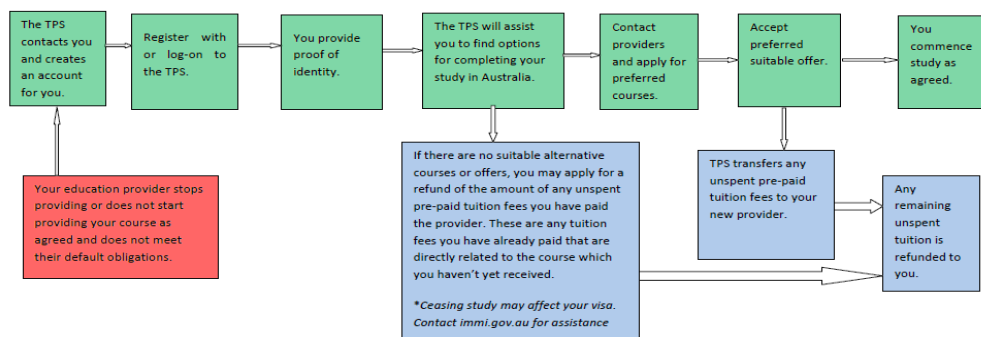 The TPS
contacts you
and creates
an account
for you.
Register with
or log-on to
the TPS.
You provide
proof of
identity.
The TPS will assist
you to find options
for completing your
study in Australia.
Contact
providers
and apply for
preferred
courses.
Accept
preferred
suitable offer.
You
commence
study as
agreed.
Your education provider stops
providing or does not start
providing your course as
agreed and does not meet
their default obligations.
If there are no suitable alternative
courses or offers, you may apply for a
refund of the amount of any unspent
pre-paid tuition fees you have paid
the provider. These are any tuition
fees you have already paid that are
directly related to the course which
you haven't yet received.
*Ceasing study may affect your visa.
Contact immi.gov.au for assistance
TPS transfers any
unspent pre-paid
tuition fees to your
new provider.
Any
remaining
unspent
tuition is
refunded to
you.